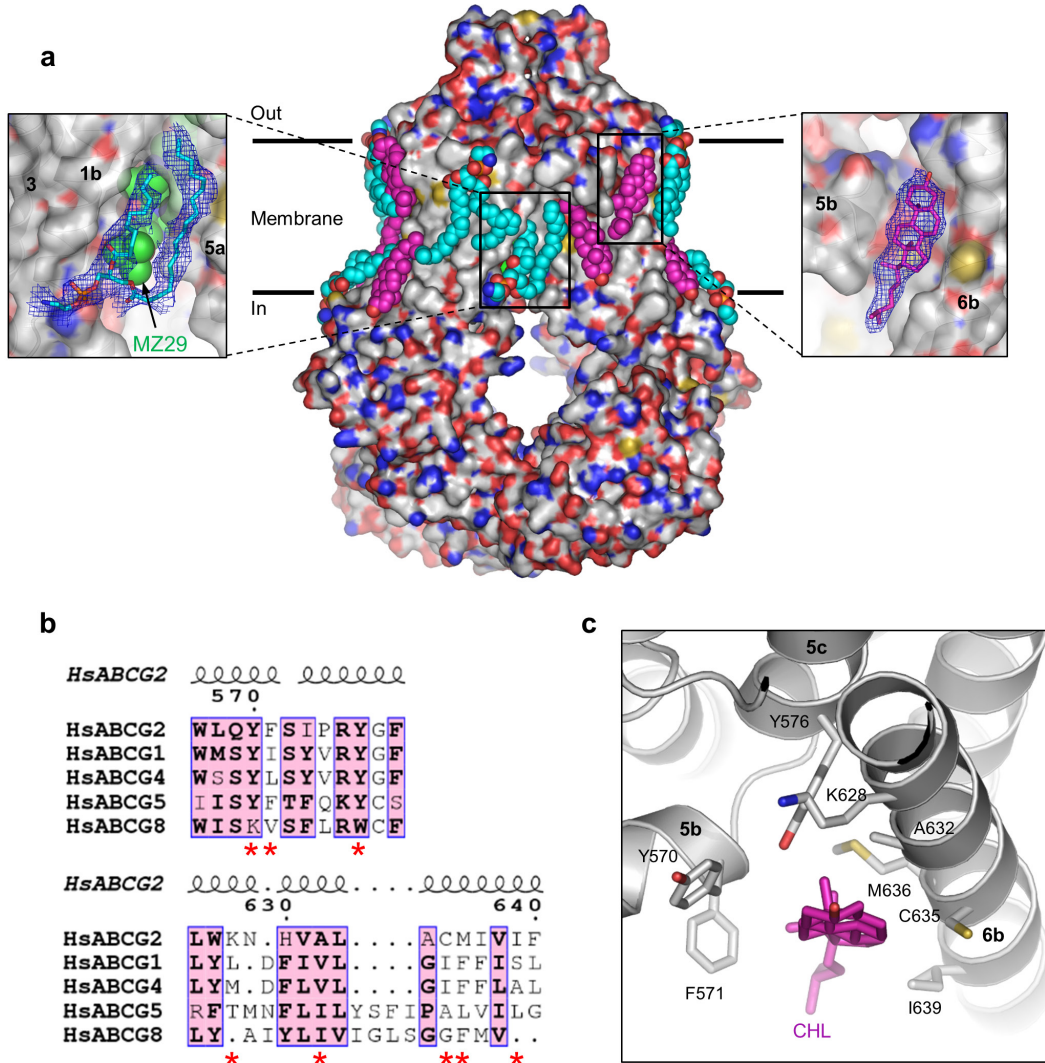 a
Out
Membrane
In
3
1b
5a
MZ29
5b
6b
b
HsABCG2
570
HsABCG2 WLQYFSIPRYGF
HsABCG1 WMSYISYVRYGF
HsABCG4 WSSYLSYVRYGF
HsABCG5 IISYFTFQKYCS
HsABCG8 WISKVSFLRWCF
* * *
HsABCG2 ....
630 640
HsABCG2 LWKN.HVAL....ACMIVIF
HsABCG1 LYL.DFIVL....GIFFISL
HsABCG4 LYM.DFLVL....GIFFLAL
HsABCG5 RFTMNFLILYSFIPALVILG
HsABCG8 LY.AIYLIVIGLSGGFMV..
* * * * *
c
5c
Y576
K628
5b
A632
Y570
M636
C635
6b
F571
I639
CHL